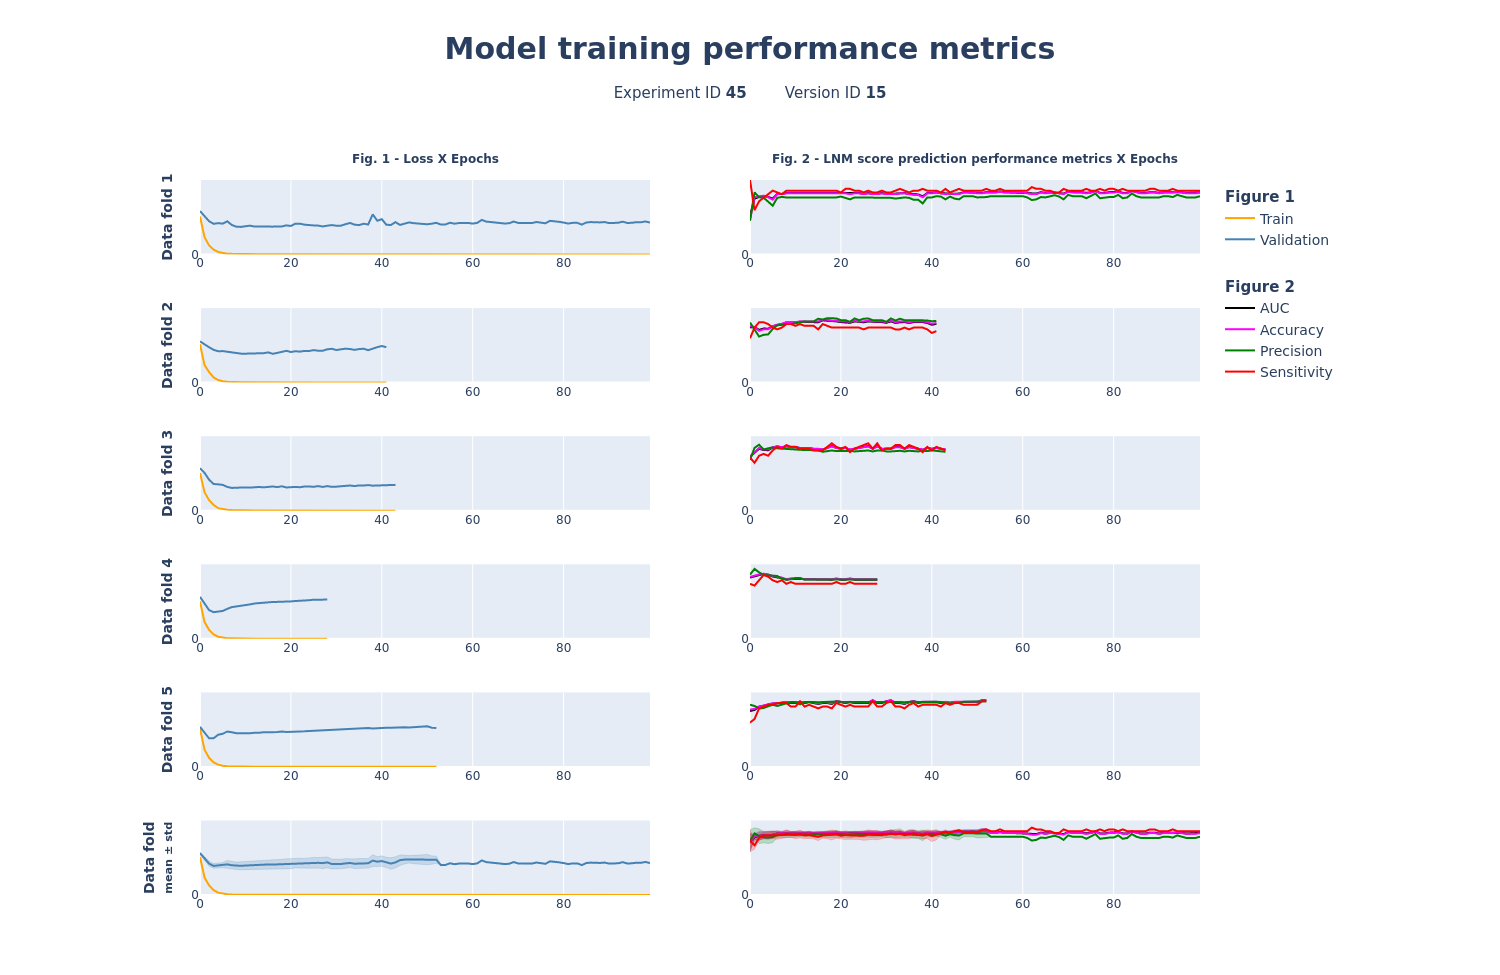 Model training performance metrics
Experiment ID 45 Version ID 15
Fig. 1 - Loss X Epochs
Fig. 2 - LNM score prediction performance metrics X Epochs
Data fold 1
0
0 20 40 60 80
0
0 20 40 60 80
Figure 1
Train
Validation
Figure 2
AUC
Accuracy
Precision
Sensitivity
Data fold 2
0
0 20 40 60 80
0
0 20 40 60 80
Data fold 3
0
0 20 40 60 80
0
0 20 40 60 80
Data fold 4
0
0 20 40 60 80
0
0 20 40 60 80
Data fold 5
0
0 20 40 60 80
0
0 20 40 60 80
Data fold
mean ± std
0
0 20 40 60 80
0
0 20 40 60 80